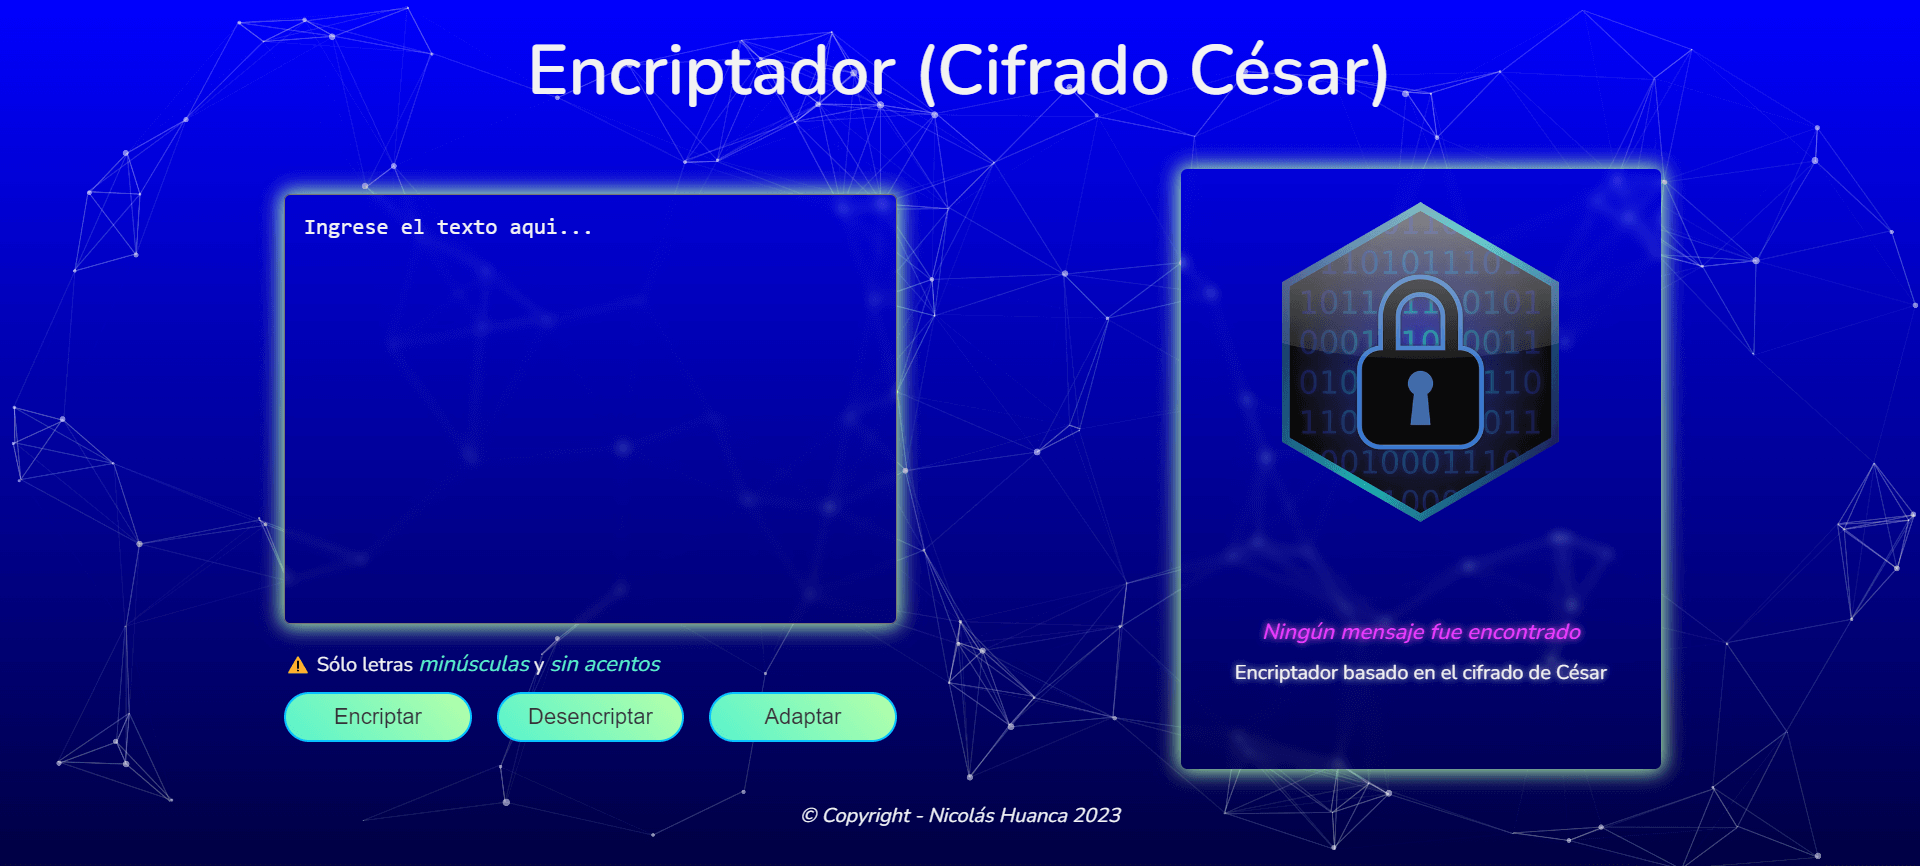 Encriptador (Cifrado César)
Ingrese el texto aqui...
⚠ Sólo letras minúsculas y sin acentos
Encriptar
Desencriptar
Adaptar
Ningún mensaje fue encontrado
Encriptador basado en el cifrado de César
© Copyright - Nicolás Huanca 2023